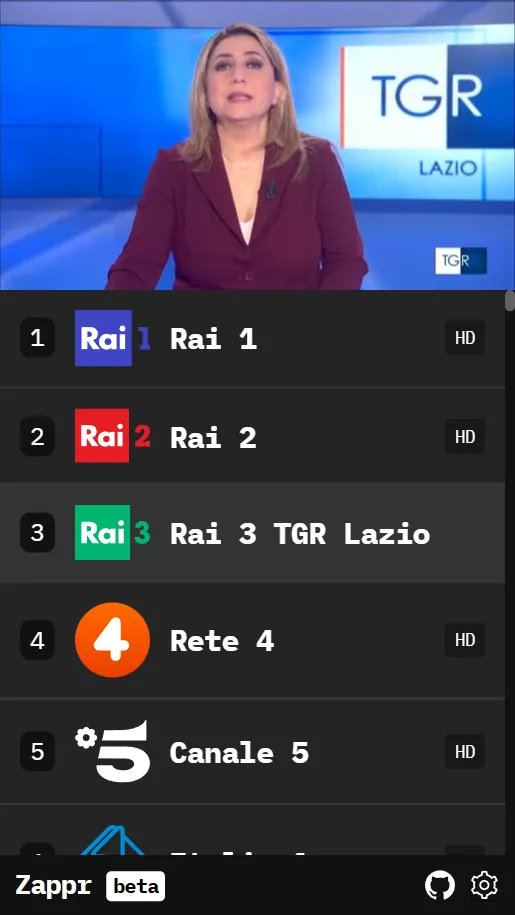 TGR
LAZIO
TGR
1 Rai 1 Rai 1 HD
2 Rai 2 Rai 2 HD
3 Rai 3 Rai 3 TGR Lazio
4 4 Rete 4 HD
5 5 Canale 5 HD
Zappr beta